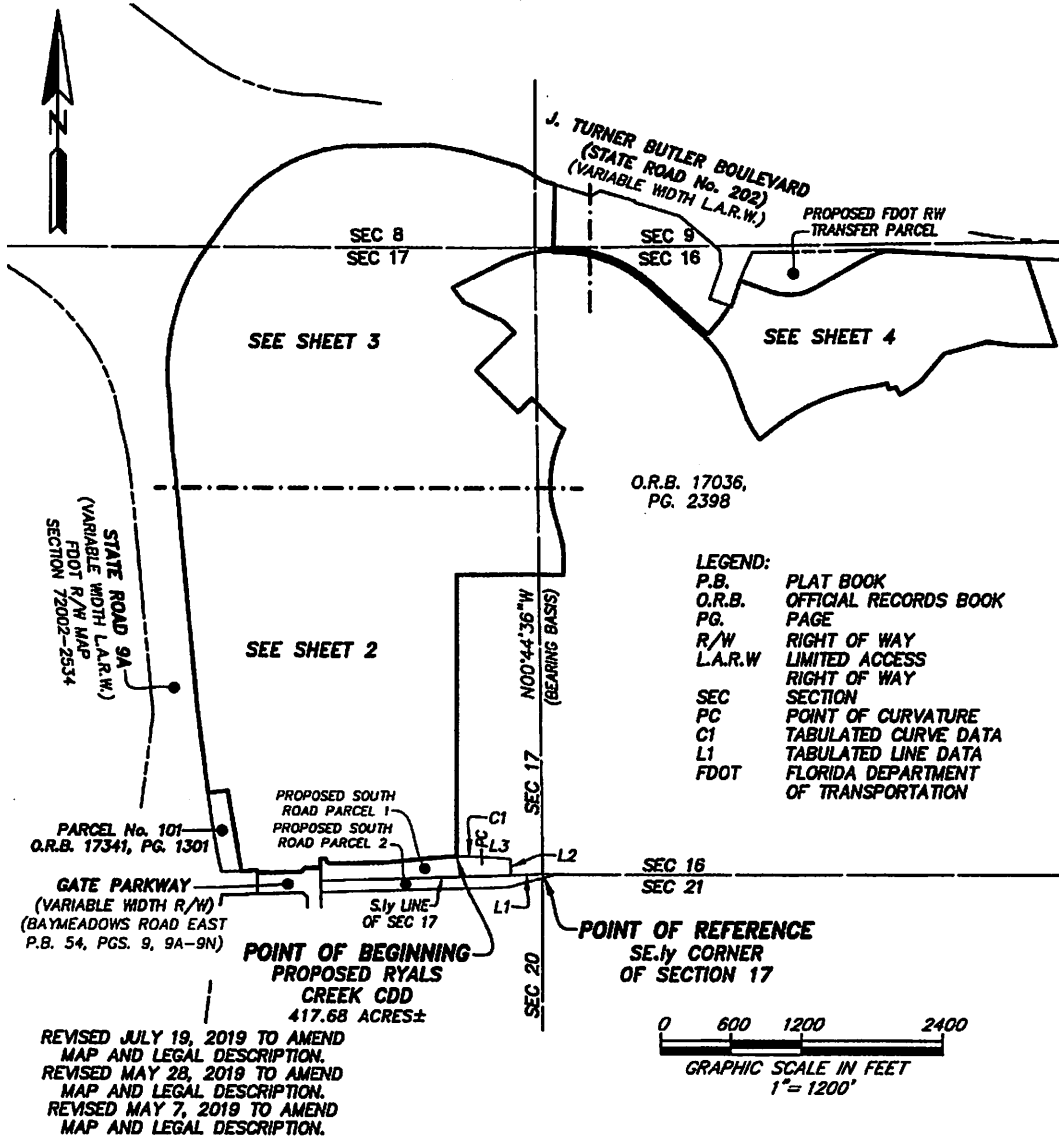 N
J. TURNER BUTLER BOULEVARD
(STATE ROAD No. 202)
(VARIABLE WIDTH L.A.R.W.)
PROPOSED FDOT RW
TRANSFER PARCEL
SEC 8
SEC 17
SEC 9
SEC 16
SEE SHEET 3
SEE SHEET 4
O.R.B. 17036,
PG. 2398
STATE ROAD 9A
(VARIABLE WIDTH L.A.R.W.)
FDOT R/W MAP
SECTION 72002-2534
SEE SHEET 2
N00°44'36"W
(BEARING BASIS)
LEGEND:
P.B. PLAT BOOK
O.R.B. OFFICIAL RECORDS BOOK
PG. PAGE
R/W RIGHT OF WAY
L.A.R.W LIMITED ACCESS
RIGHT OF WAY
SEC SECTION
PC POINT OF CURVATURE
C1 TABULATED CURVE DATA
L1 TABULATED LINE DATA
FDOT FLORIDA DEPARTMENT
OF TRANSPORTATION
SEC 17
PROPOSED SOUTH
ROAD PARCEL 1
PROPOSED SOUTH
ROAD PARCEL 2
C1
PC
L3
L2
PARCEL No. 101
O.R.B. 17341, PG. 1301
SEC 16
SEC 21
GATE PARKWAY
(VARIABLE WIDTH R/W)
(BAYMEADOWS ROAD EAST
P.B. 54, PGS. 9, 9A-9N)
S.ly LINE
OF SEC 17
L1
POINT OF BEGINNING
PROPOSED RYALS
CREEK CDD
417.68 ACRES±
SEC 20
POINT OF REFERENCE
SE.ly CORNER
OF SECTION 17
REVISED JULY 19, 2019 TO AMEND
MAP AND LEGAL DESCRIPTION.
REVISED MAY 28, 2019 TO AMEND
MAP AND LEGAL DESCRIPTION.
REVISED MAY 7, 2019 TO AMEND
MAP AND LEGAL DESCRIPTION.
0 600 1200 2400
GRAPHIC SCALE IN FEET
1"= 1200'